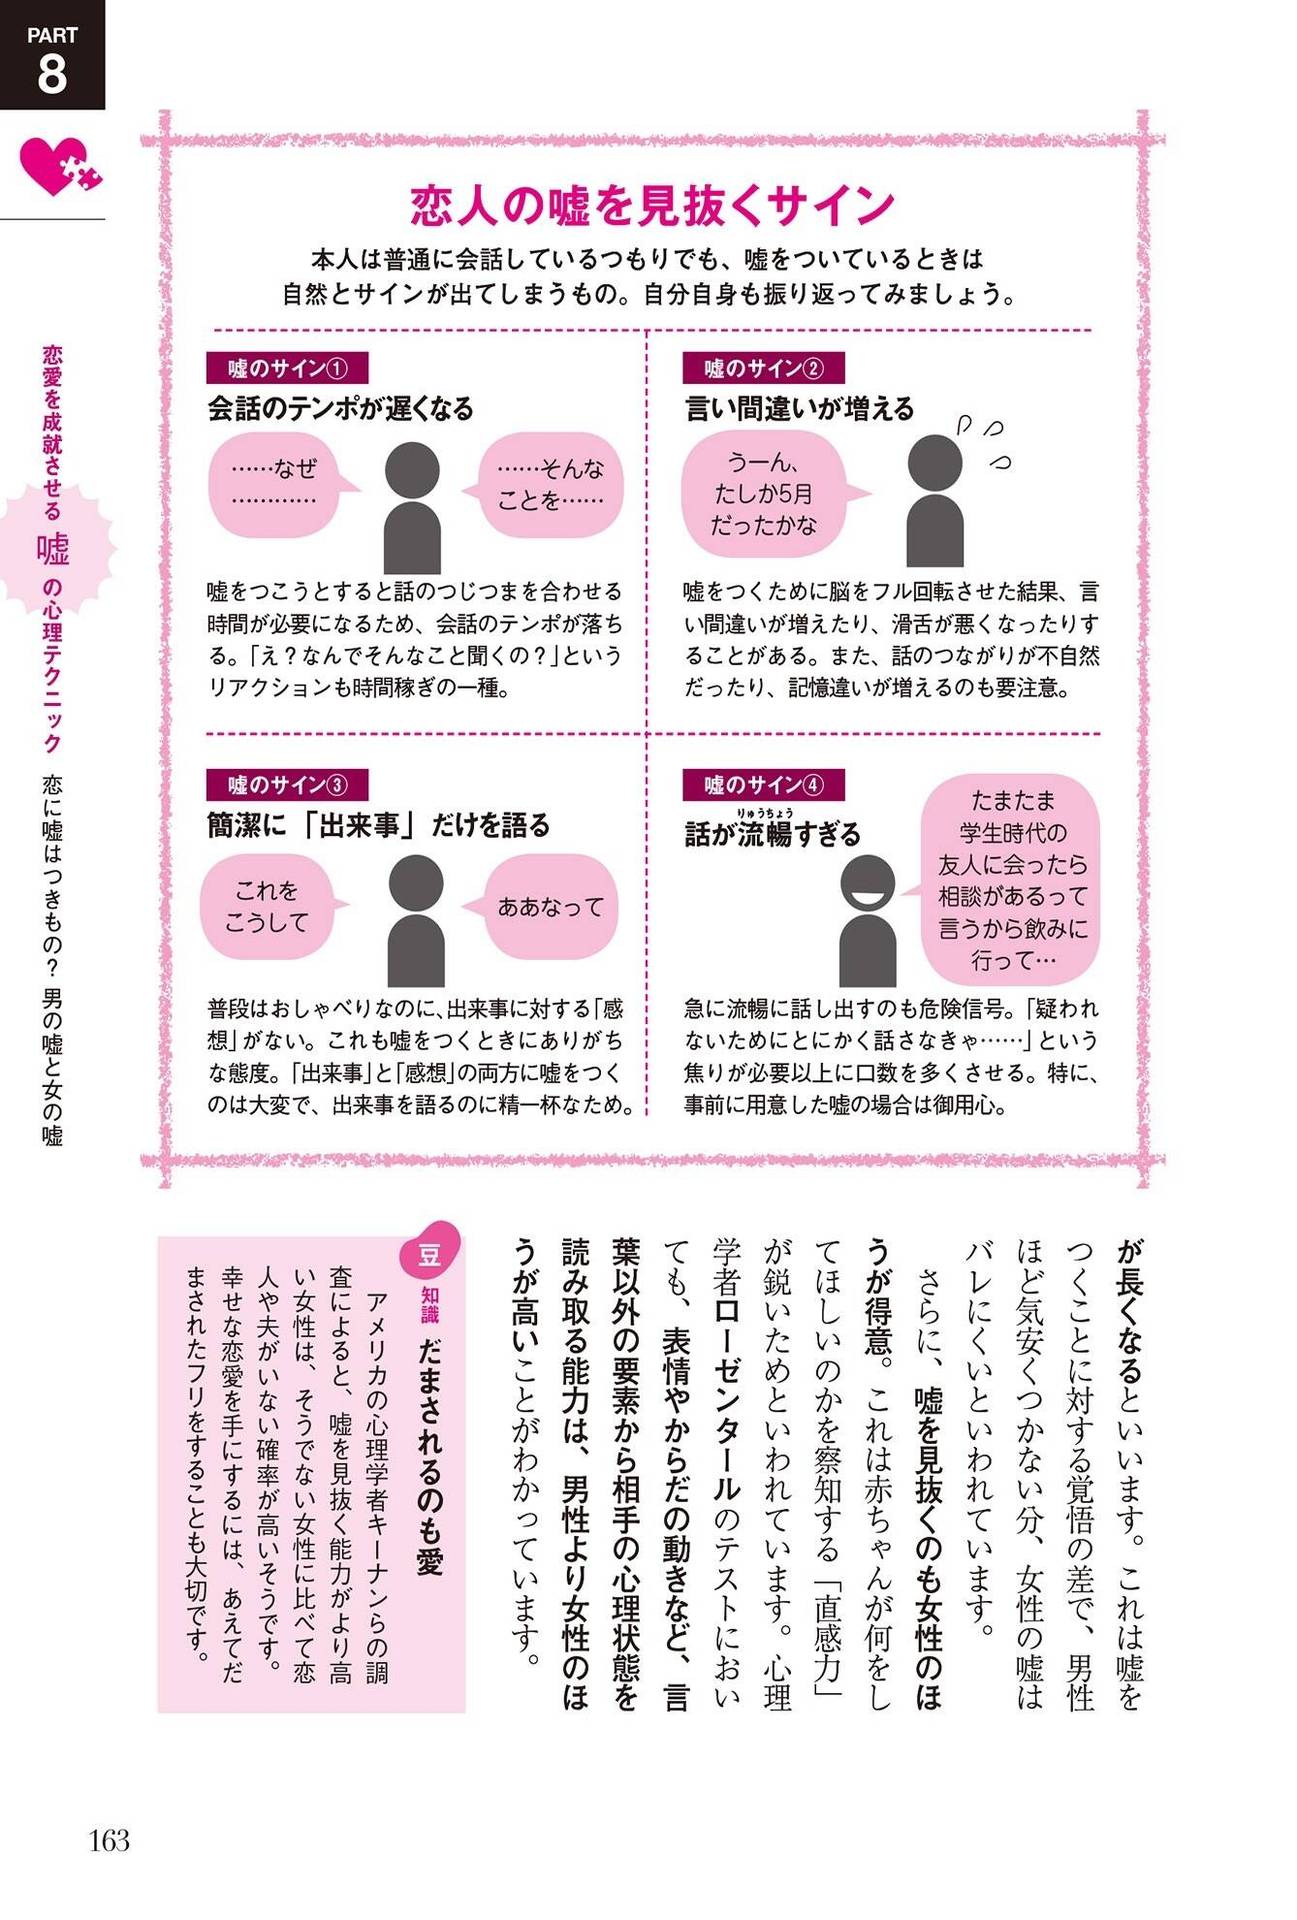 PART
8
恋愛を成就させる 嘘 の心理テクニック 恋に嘘はつきもの？ 男の嘘と女の嘘
恋人の嘘を見抜くサイン
本人は普通に会話しているつもりでも、嘘をついているときは
自然とサインが出てしまうもの。自分自身も振り返ってみましょう。
嘘のサイン①
会話のテンポが遅くなる
……なぜ
…………
……そんな
ことを……
嘘をつこうとすると話のつじつまを合わせる
時間が必要になるため、会話のテンポが落ち
る。「え？なんでそんなこと聞くの？」という
リアクションも時間稼ぎの一種。
嘘のサイン②
言い間違いが増える
うーん、
たしか5月
だったかな
嘘をつくために脳をフル回転させた結果、言
い間違いが増えたり、滑舌が悪くなったりす
ることがある。また、話のつながりが不自然
だったり、記憶違いが増えるのも要注意。
嘘のサイン③
簡潔に「出来事」だけを語る
これを
こうして
ああなって
普段はおしゃべりなのに、出来事に対する「感
想」がない。これも嘘をつくときにありがち
な態度。「出来事」と「感想」の両方に嘘をつく
のは大変で、出来事を語るのに精一杯なため。
嘘のサイン④
りゅうちょう
話が流暢すぎる
たまたま
学生時代の
友人に会ったら
相談があるって
言うから飲みに
行って…
急に流暢に話し出すのも危険信号。「疑われ
ないためにとにかく話さなきゃ……」という
焦りが必要以上に口数を多くさせる。特に、
事前に用意した嘘の場合は御用心。
が長くなるといいます。これは嘘を
つくことに対する覚悟の差で、男性
ほど気安くつかない分、女性の嘘は
バレにくいといわれています。
さらに、嘘を見抜くのも女性のほ
うが得意。これは赤ちゃんが何をし
てほしいのかを察知する「直感力」
が鋭いためといわれています。心理
学者ローゼンタールのテストにおい
ても、表情やからだの動きなど、言
葉以外の要素から相手の心理状態を
読み取る能力は、男性より女性のほ
うが高いことがわかっています。
豆知識 だまされるのも愛
アメリカの心理学者キーナンらの調
査によると、嘘を見抜く能力がより高
い女性は、そうでない女性に比べて恋
人や夫がいない確率が高いそうです。
幸せな恋愛を手にするには、あえてだ
まされたフリをすることも大切です。
163